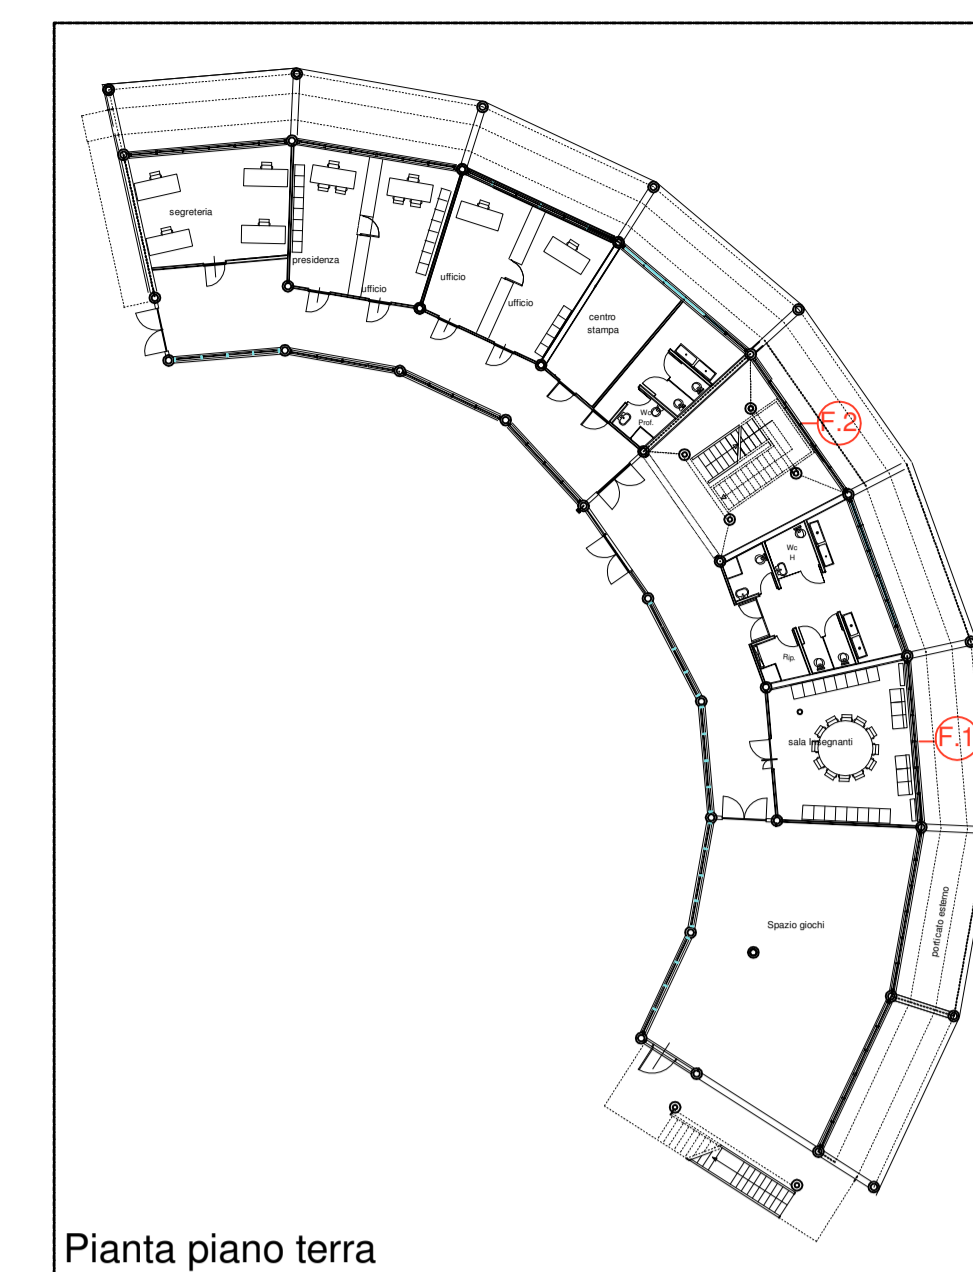 segreteria
presidenza
ufficio
ufficio
ufficio
centro
stampa
Wc
Prof.
F.2
Wc
H
Rip.
sala Insegnanti
F.1
Spazio giochi
porticato esterno
Pianta piano terra